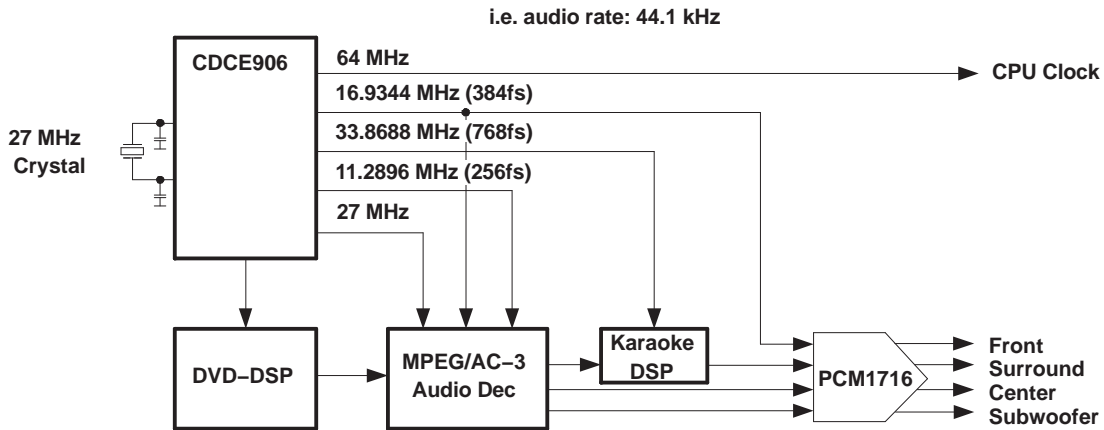 i.e. audio rate: 44.1 kHz
CDCE906
64 MHz
CPU Clock
16.9344 MHz (384fs)
27 MHz
Crystal
33.8688 MHz (768fs)
11.2896 MHz (256fs)
27 MHz
DVD–DSP
MPEG/AC–3
Audio Dec
Karaoke
DSP
PCM1716
Front
Surround
Center
Subwoofer